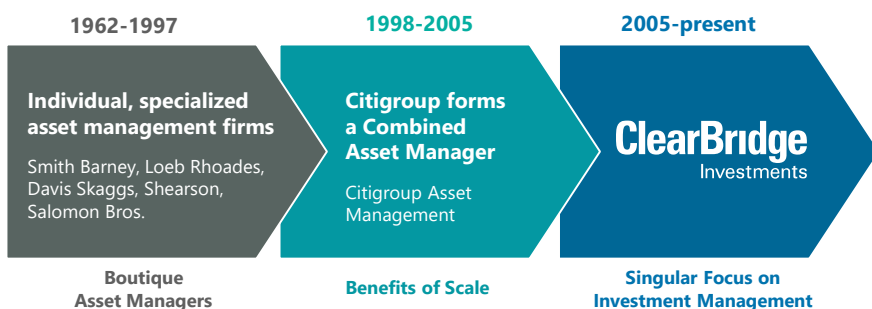 1962-1997
1998-2005
2005-present
Individual, specialized
asset management firms
Smith Barney, Loeb Rhoades,
Davis Skaggs, Shearson,
Salomon Bros.
Citigroup forms
a Combined
Asset Manager
Citigroup Asset
Management
ClearBridge
Investments
Boutique
Asset Managers
Benefits of Scale
Singular Focus on
Investment Management